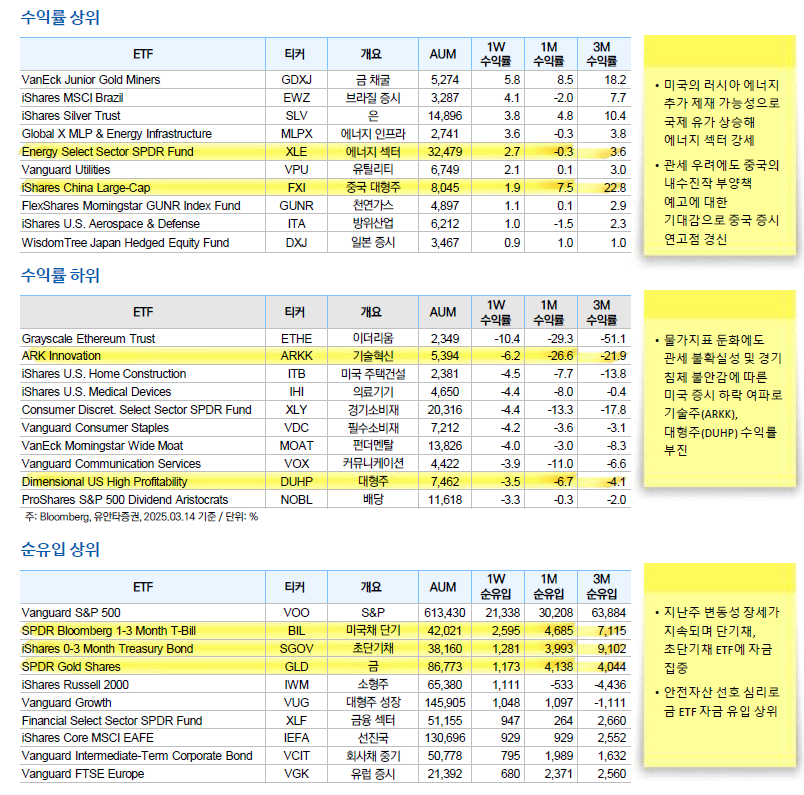 수익률 상위
ETF 티커 개요 AUM 1W 수익률 1M 수익률 3M 수익률
VanEck Junior Gold Miners GDXJ 금 채굴 5,274 5.8 8.5 18.2
iShares MSCI Brazil EWZ 브라질 증시 3,287 4.1 -2.0 7.7
iShares Silver Trust SLV 은 14,896 3.8 4.8 10.4
Global X MLP & Energy Infrastructure MLPX 에너지 인프라 2,741 3.6 -0.3 3.8
Energy Select Sector SPDR Fund XLE 에너지 섹터 32,479 2.7 -0.3 3.6
Vanguard Utilities VPU 유틸리티 6,749 2.1 0.1 3.0
iShares China Large-Cap FXI 중국 대형주 8,045 1.9 7.5 22.8
FlexShares Morningstar GUNR Index Fund GUNR 천연가스 4,897 1.1 0.1 2.9
iShares U.S. Aerospace & Defense ITA 방위산업 6,212 1.0 -1.5 2.3
WisdomTree Japan Hedged Equity Fund DXJ 일본 증시 3,467 0.9 1.0 1.0
• 미국의 러시아 에너지
추가 제재 가능성으로
국제 유가 상승해
에너지 섹터 강세
• 관세 우려에도 중국의
내수진작 부양책
예고에 대한
기대감으로 중국 증시
연고점 경신
수익률 하위
ETF 티커 개요 AUM 1W 수익률 1M 수익률 3M 수익률
Grayscale Ethereum Trust ETHE 이더리움 2,349 -10.4 -29.3 -51.1
ARK Innovation ARKK 기술혁신 5,394 -6.2 -26.6 -21.9
iShares U.S. Home Construction ITB 미국 주택건설 2,381 -4.5 -7.7 -13.8
iShares U.S. Medical Devices IHI 의료기기 4,650 -4.4 -8.0 -0.4
Consumer Discret. Select Sector SPDR Fund XLY 경기소비재 20,316 -4.4 -13.3 -17.8
Vanguard Consumer Staples VDC 필수소비재 7,212 -4.2 -3.6 -3.1
VanEck Morningstar Wide Moat MOAT 펀더멘탈 13,826 -4.0 -3.0 -8.3
Vanguard Communication Services VOX 커뮤니케이션 4,422 -3.9 -11.0 -6.6
Dimensional US High Profitability DUHP 대형주 7,462 -3.5 -6.7 -4.1
ProShares S&P 500 Dividend Aristocrats NOBL 배당 11,618 -3.3 -0.3 -2.0
주: Bloomberg, 유안타증권, 2025.03.14 기준 / 단위: %
• 물가지표 둔화에도
관세 불확실성 및 경기
침체 불안감에 따른
미국 증시 하락 여파로
기술주(ARKK),
대형주(DUHP) 수익률
부진
순유입 상위
ETF 티커 개요 AUM 1W 순유입 1M 순유입 3M 순유입
Vanguard S&P 500 VOO S&P 613,430 21,338 30,208 63,884
SPDR Bloomberg 1-3 Month T-Bill BIL 미국채 단기 42,021 2,595 4,685 7,115
iShares 0-3 Month Treasury Bond SGOV 초단기채 38,160 1,281 3,993 9,102
SPDR Gold Shares GLD 금 86,773 1,173 4,138 4,044
iShares Russell 2000 IWM 소형주 65,380 1,111 -533 -4,436
Vanguard Growth VUG 대형주 성장 145,905 1,048 1,097 -1,111
Financial Select Sector SPDR Fund XLF 금융 섹터 51,155 947 264 2,660
iShares Core MSCI EAFE IEFA 선진국 130,696 929 929 2,552
Vanguard Intermediate-Term Corporate Bond VCIT 회사채 중기 50,778 795 1,989 1,632
Vanguard FTSE Europe VGK 유럽 증시 21,392 680 2,371 2,560
• 지난주 변동성 장세가
지속되며 단기채,
초단기채 ETF에 자금
집중
• 안전자산 선호 심리로
금 ETF 자금 유입 상위